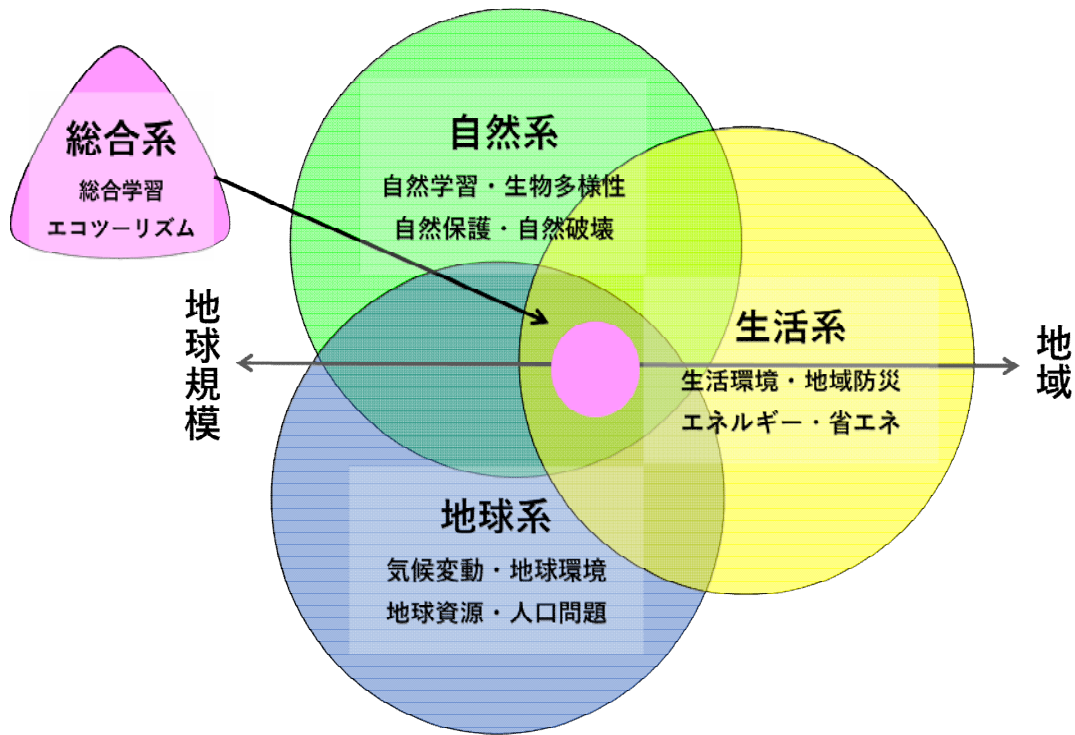 総合系
総合学習
エコツーリズム
自然系
自然学習・生物多様性
自然保護・自然破壊
地球規模
生活系
生活環境・地域防災
エネルギー・省エネ
地域
地球系
気候変動・地球環境
地球資源・人口問題